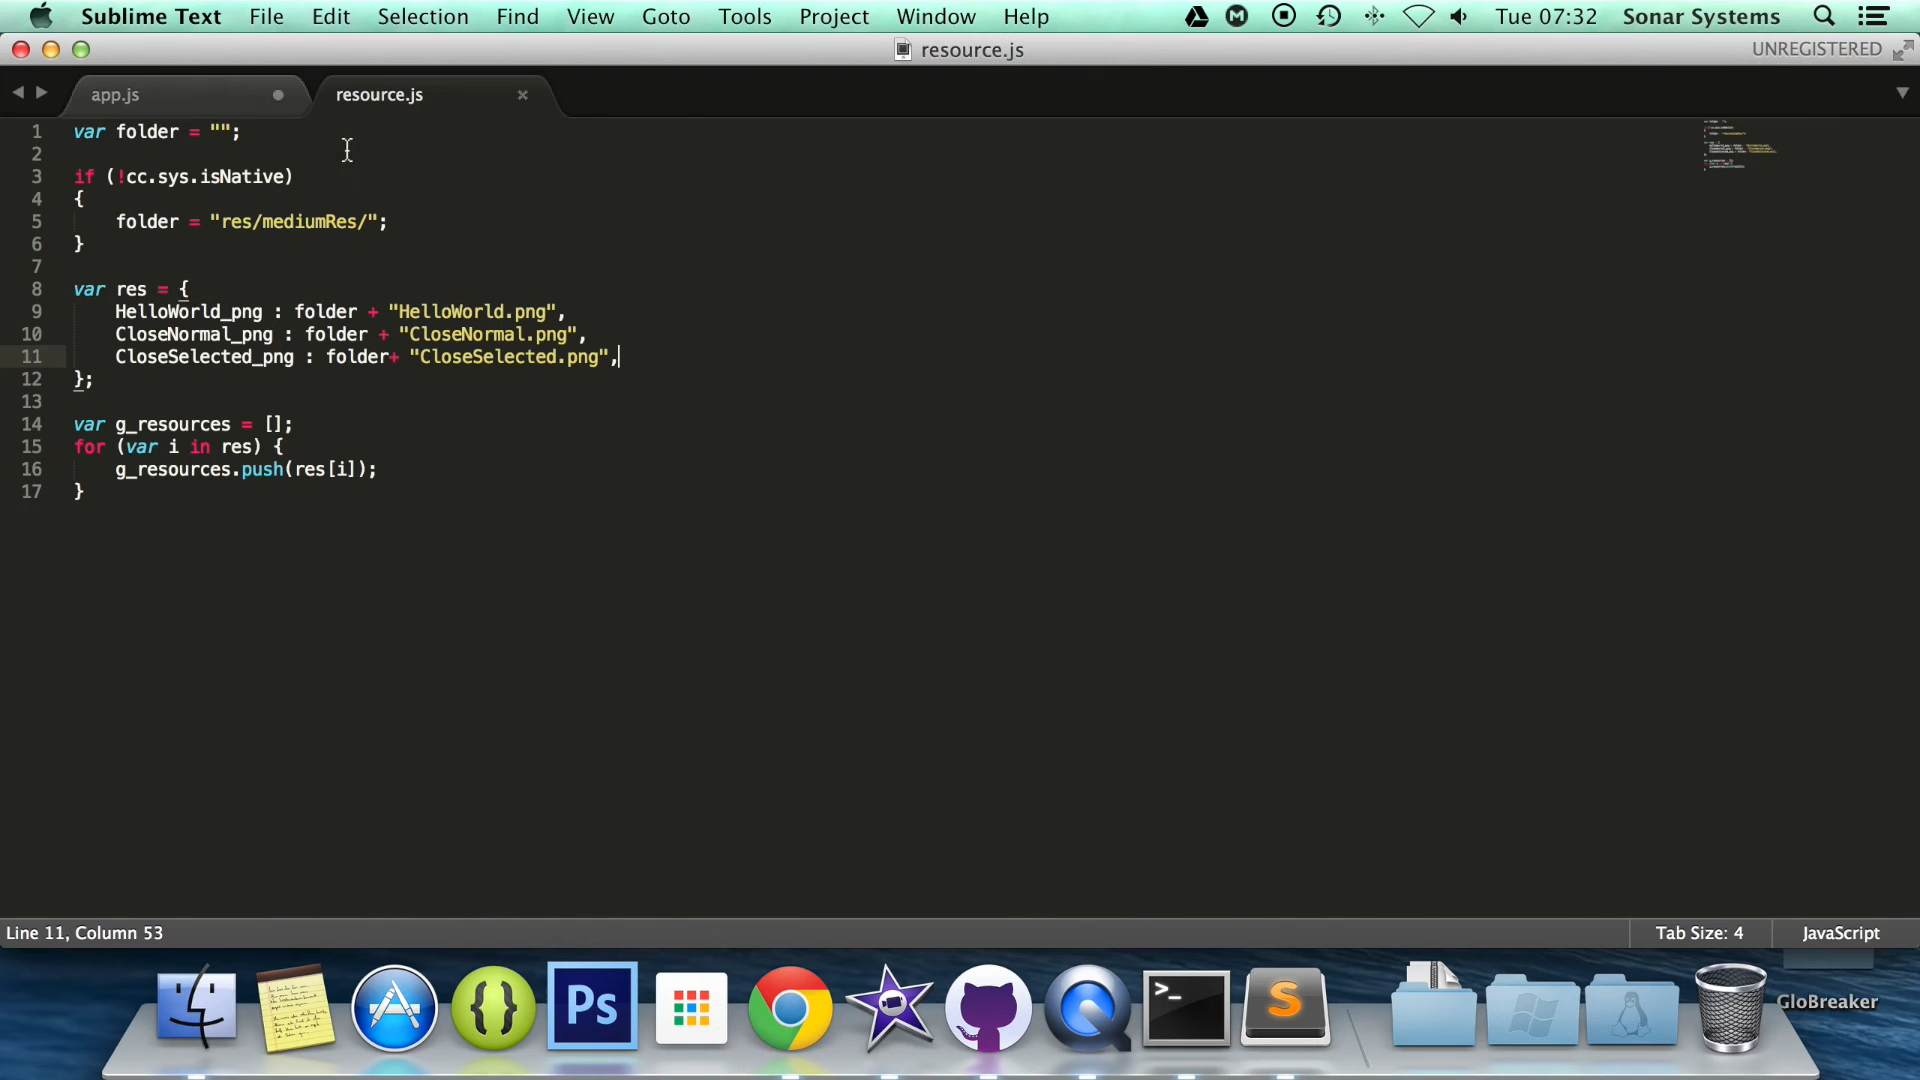 Sublime Text File Edit Selection Find View Goto Tools Project Window Help Tue 07:32 Sonar Systems
resource.js UNREGISTERED
app.js resource.js
1 var folder = "";
2
3 if (!cc.sys.isNative)
4 {
5 folder = "res/mediumRes/";
6 }
7
8 var res = {
9 HelloWorld_png : folder + "HelloWorld.png",
10 CloseNormal_png : folder + "CloseNormal.png",
11 CloseSelected_png : folder+ "CloseSelected.png",
12 };
13
14 var g_resources = [];
15 for (var i in res) {
16 g_resources.push(res[i]);
17 }
Line 11, Column 53 Tab Size: 4 JavaScript
{} Ps >_ S
GloBreaker